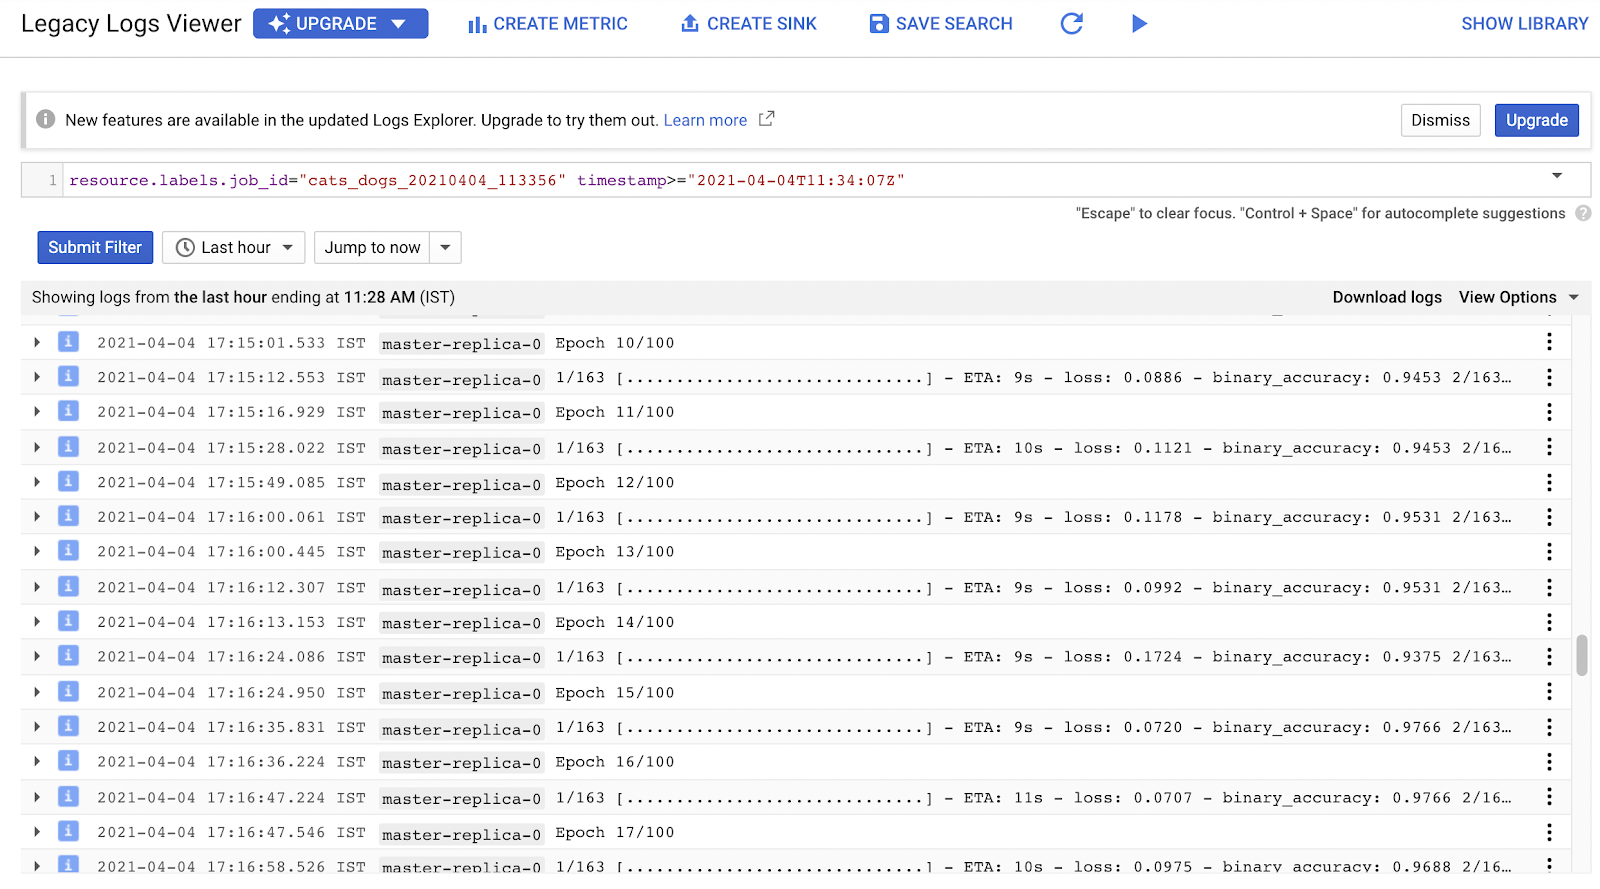 Legacy Logs Viewer UPGRADE CREATE METRIC CREATE SINK SAVE SEARCH SHOW LIBRARY
New features are available in the updated Logs Explorer. Upgrade to try them out. Learn more Dismiss Upgrade
1 resource.labels.job_id="cats_dogs_20210404_113356" timestamp>="2021-04-04T11:34:07Z"
"Escape" to clear focus. "Control + Space" for autocomplete suggestions ?
Submit Filter Last hour Jump to now
Showing logs from the last hour ending at 11:28 AM (IST) Download logs View Options
i 2021-04-04 17:15:01.533 IST master-replica-0 Epoch 10/100
i 2021-04-04 17:15:12.553 IST master-replica-0 1/163 [..............................] - ETA: 9s - loss: 0.0886 - binary_accuracy: 0.9453 2/163…
i 2021-04-04 17:15:16.929 IST master-replica-0 Epoch 11/100
i 2021-04-04 17:15:28.022 IST master-replica-0 1/163 [..............................] - ETA: 10s - loss: 0.1121 - binary_accuracy: 0.9453 2/16…
i 2021-04-04 17:15:49.085 IST master-replica-0 Epoch 12/100
i 2021-04-04 17:16:00.061 IST master-replica-0 1/163 [..............................] - ETA: 9s - loss: 0.1178 - binary_accuracy: 0.9531 2/163…
i 2021-04-04 17:16:00.445 IST master-replica-0 Epoch 13/100
i 2021-04-04 17:16:12.307 IST master-replica-0 1/163 [..............................] - ETA: 9s - loss: 0.0992 - binary_accuracy: 0.9531 2/163…
i 2021-04-04 17:16:13.153 IST master-replica-0 Epoch 14/100
i 2021-04-04 17:16:24.086 IST master-replica-0 1/163 [..............................] - ETA: 9s - loss: 0.1724 - binary_accuracy: 0.9375 2/163…
i 2021-04-04 17:16:24.950 IST master-replica-0 Epoch 15/100
i 2021-04-04 17:16:35.831 IST master-replica-0 1/163 [..............................] - ETA: 9s - loss: 0.0720 - binary_accuracy: 0.9766 2/163…
i 2021-04-04 17:16:36.224 IST master-replica-0 Epoch 16/100
i 2021-04-04 17:16:47.224 IST master-replica-0 1/163 [..............................] - ETA: 11s - loss: 0.0707 - binary_accuracy: 0.9766 2/16…
i 2021-04-04 17:16:47.546 IST master-replica-0 Epoch 17/100
i 2021-04-04 17:16:58.526 IST master-replica-0 1/163 [..............................] - ETA: 10s - loss: 0.0975 - binary_accuracy: 0.9688 2/16…